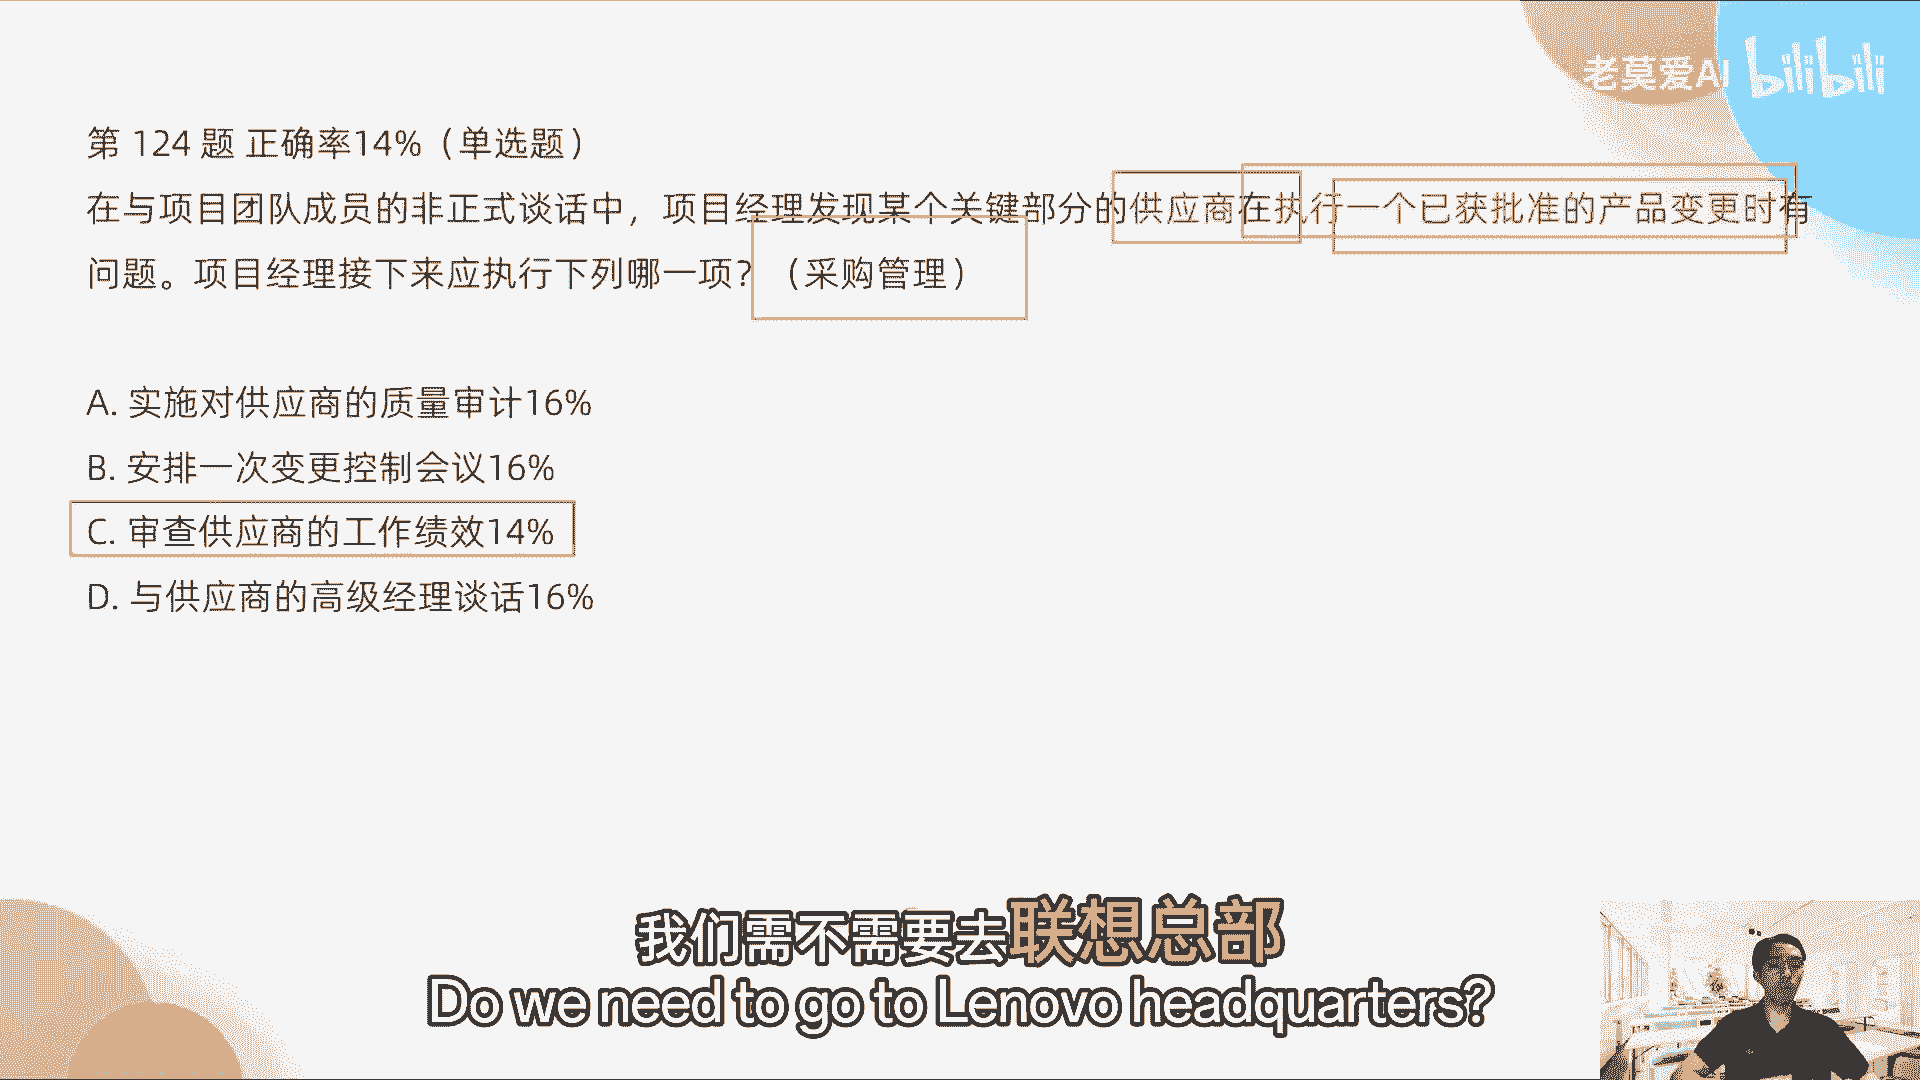 老莫爱AI bilibili
第 124 题 正确率14%（单选题）
在与项目团队成员的非正式谈话中，项目经理发现某个关键部分的供应商在执行一个已获批准的产品变更时有
问题。项目经理接下来应执行下列哪一项？（采购管理）
A. 实施对供应商的质量审计16%
B. 安排一次变更控制会议16%
C. 审查供应商的工作绩效14%
D. 与供应商的高级经理谈话16%
我们需不需要去联想总部
Do we need to go to Lenovo headquarters?